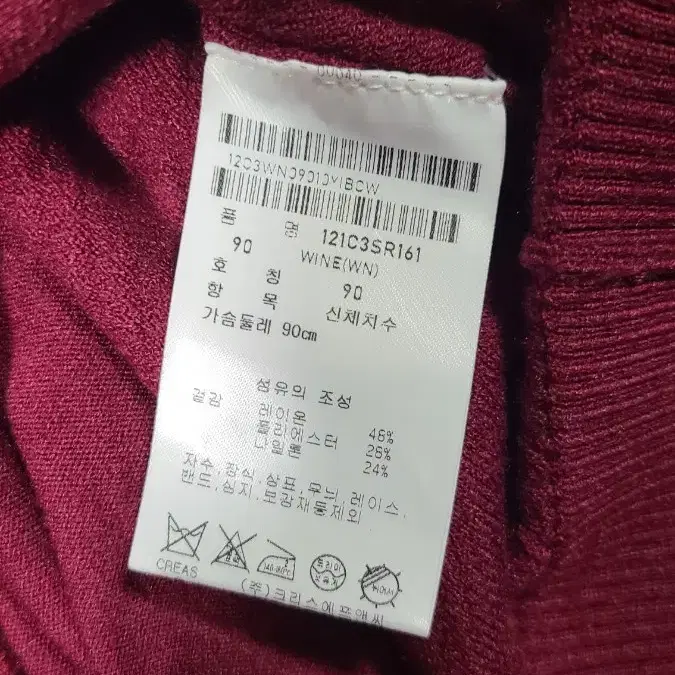 00040
품 명 121C3SR161
90 WINE(WN)
호 칭 90
항 목 신체치수
가슴둘레 90cm
겉감 섬유의 조성
레이온 46%
폴리에스터
나일론 24%
자수,장식,상표,무늬,레이스,
밴드,심지,보강재등제외
CREAS
(주)크리스에프앤씨